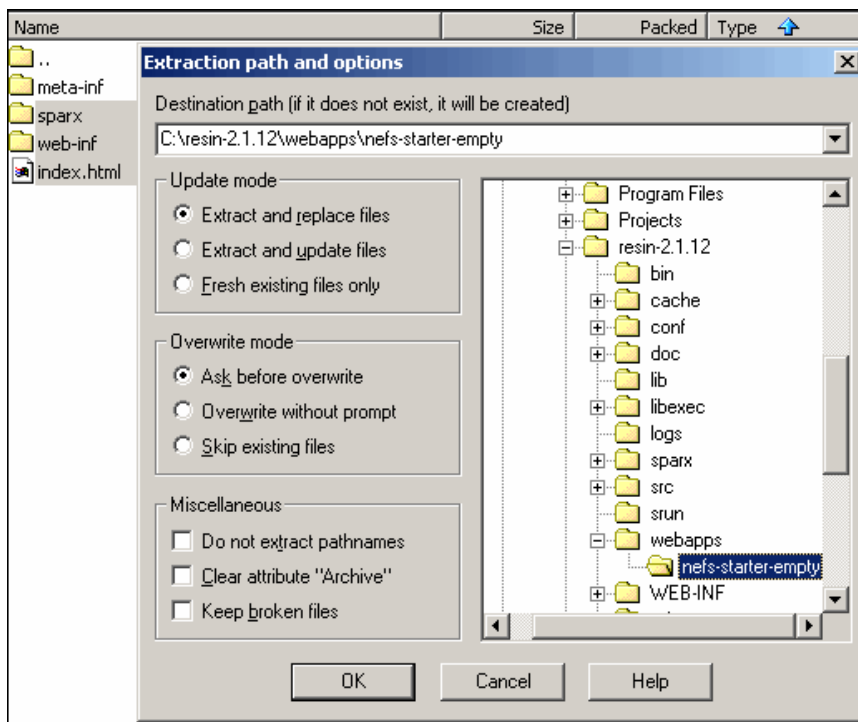 Name Size Packed Type
..
meta-inf
sparx
web-inf
index.html
Extraction path and options
Destination path (if it does not exist, it will be created)
C:\resin-2.1.12\webapps\nefs-starter-empty
Update mode
Extract and replace files
Extract and update files
Fresh existing files only
Overwrite mode
Ask before overwrite
Overwrite without prompt
Skip existing files
Miscellaneous
Do not extract pathnames
Clear attribute "Archive"
Keep broken files
Program Files
Projects
resin-2.1.12
bin
cache
conf
doc
lib
libexec
logs
sparx
src
srun
webapps
nefs-starter-empty
WEB-INF
OK Cancel Help